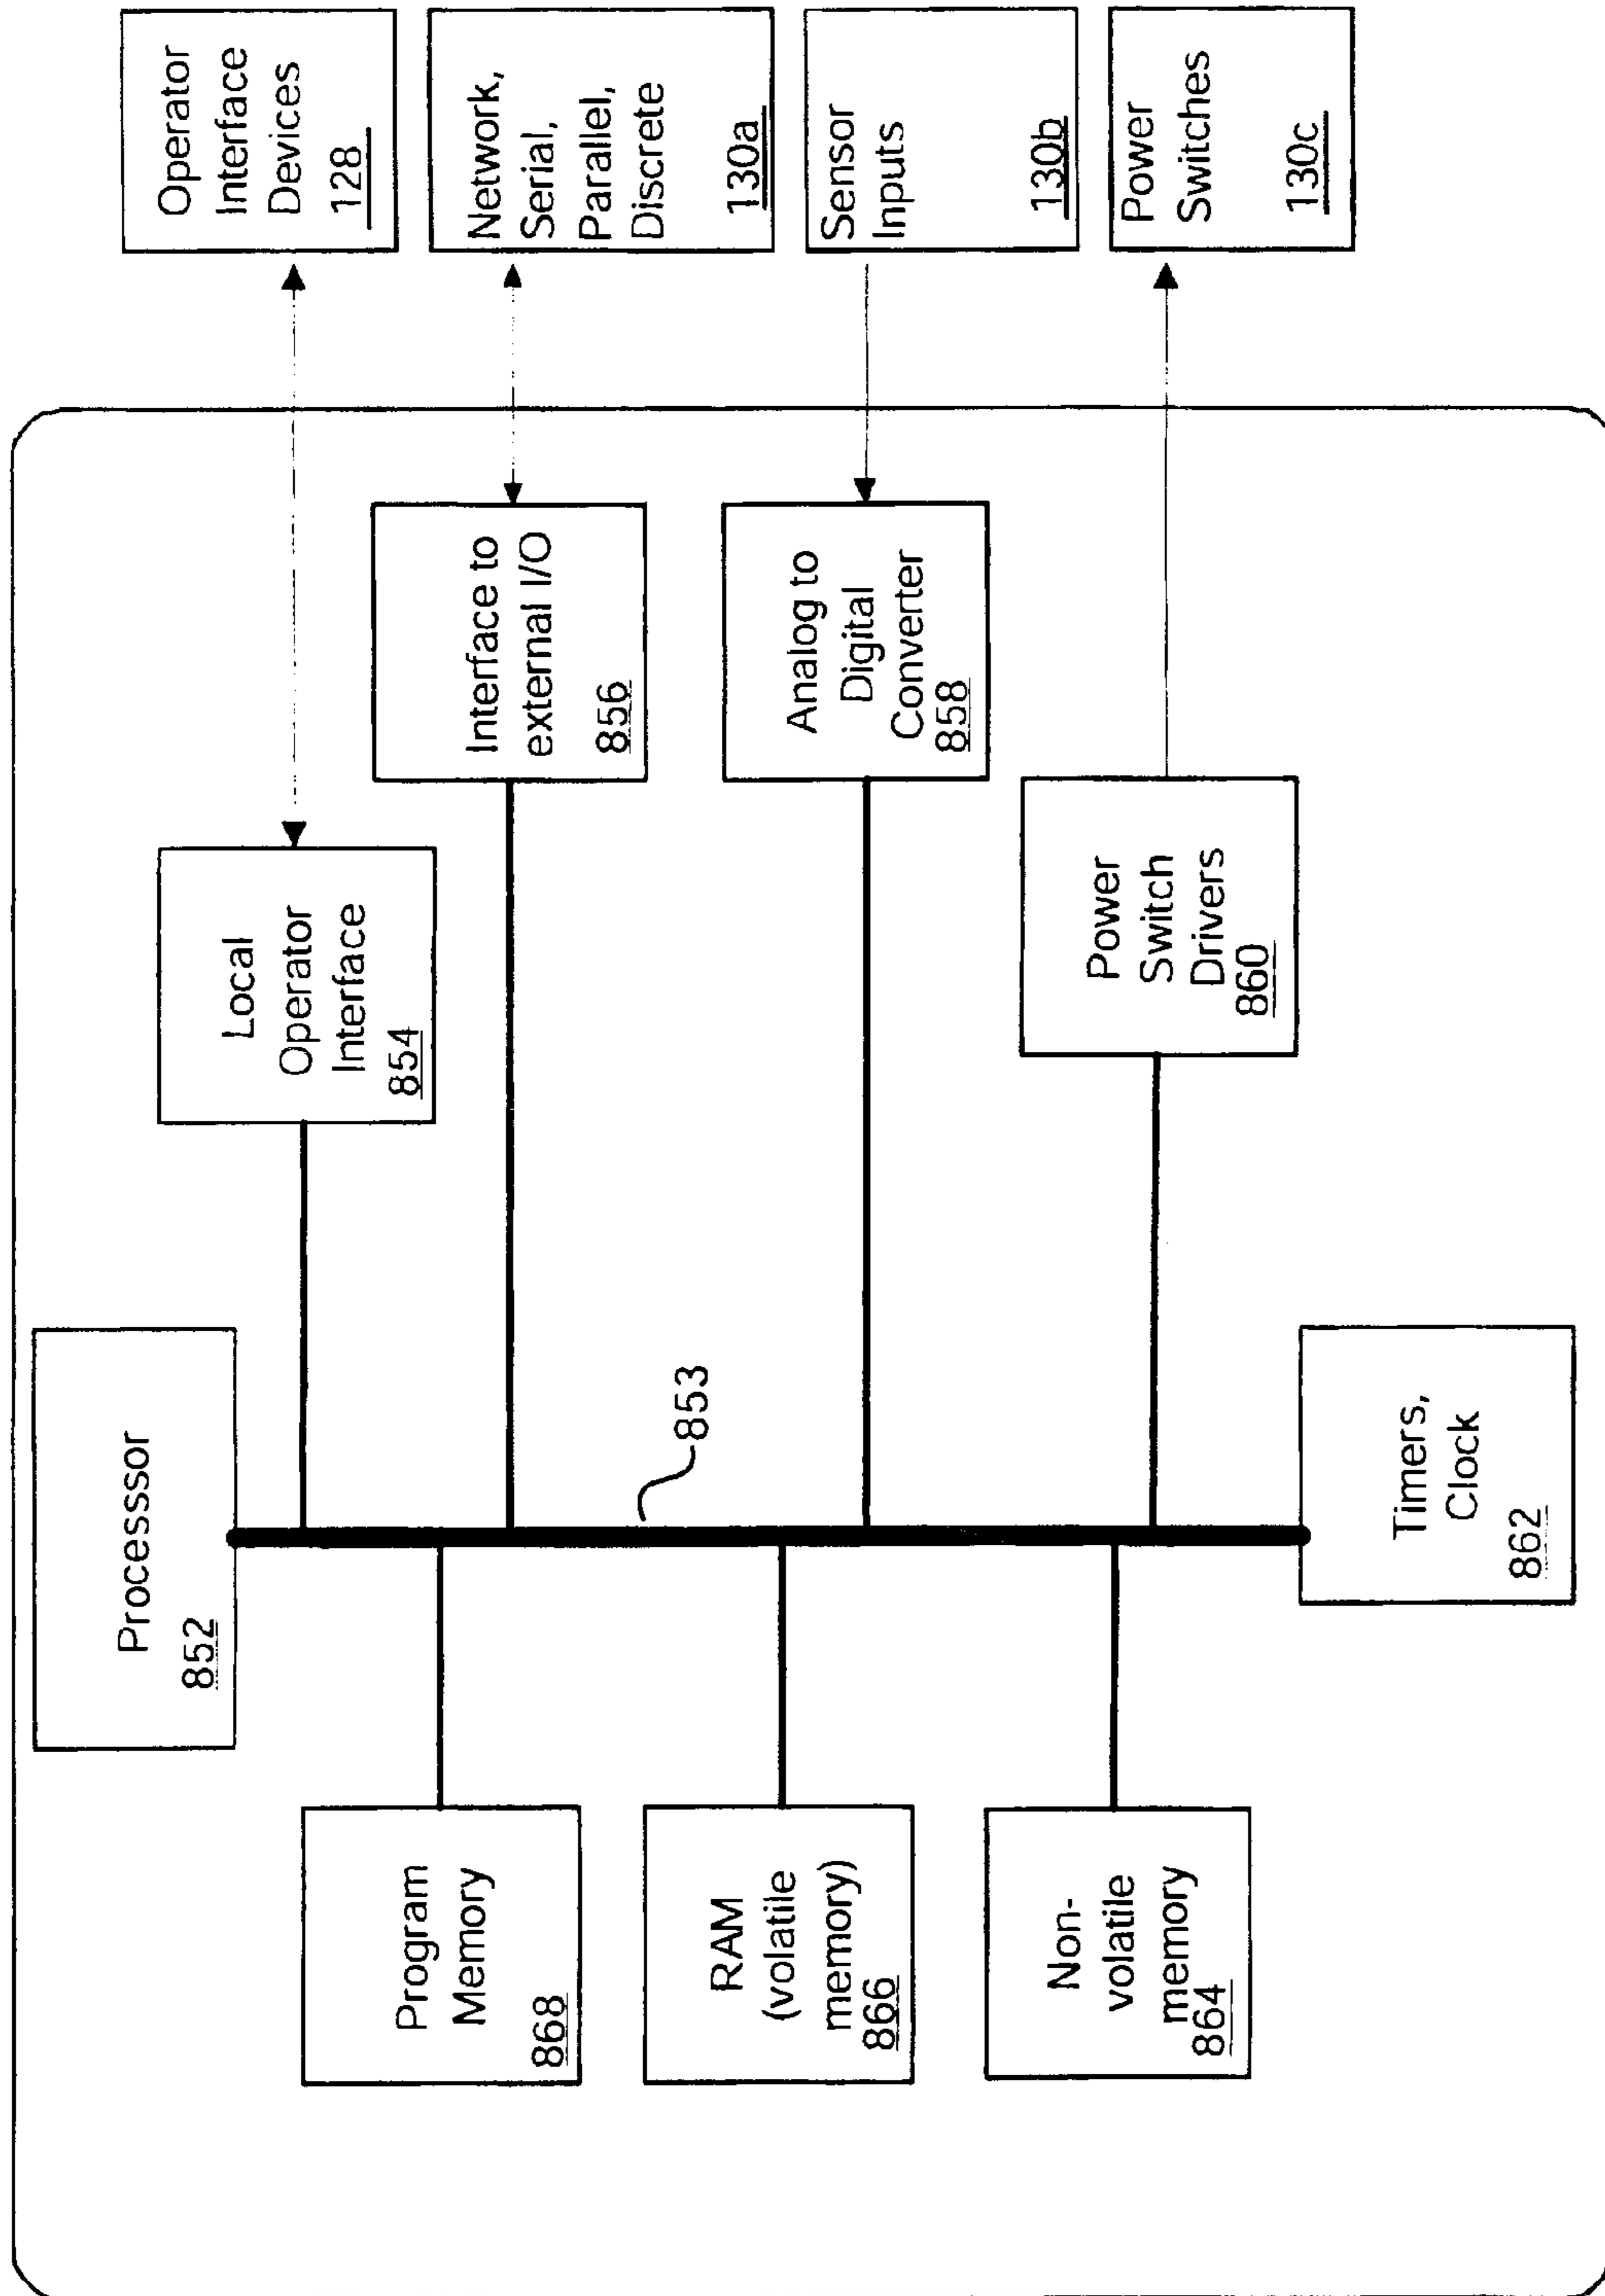 Processor
852
Program
Memory
868
RAM
(volatile
memory)
866
Non-
volatile
memory
864
Timers,
Clock
862
853
Local
Operator
Interface
854
Interface to
external I/O
856
Analog to
Digital
Converter
858
Power
Switch
Drivers
860
Operator
Interface
Devices
128
Network,
Serial,
Parallel,
Discrete
130a
Sensor
Inputs
130b
Power
Switches
130c